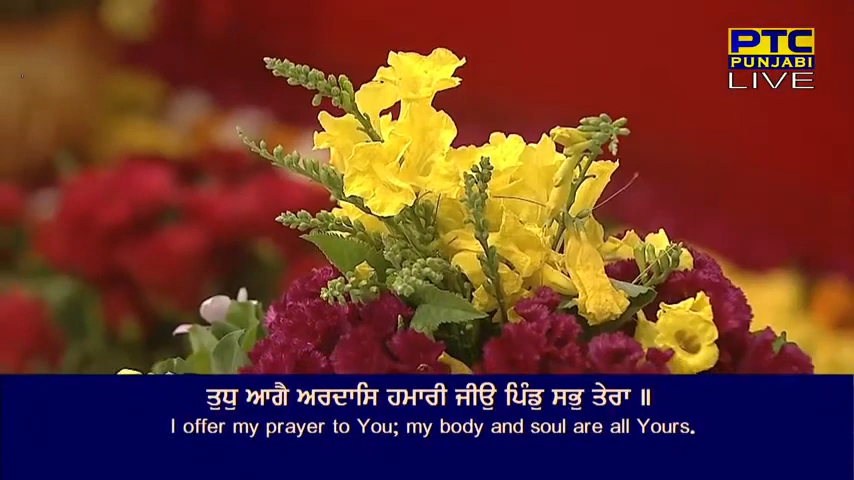 PTC
PUNJABI
LIVE
ਤੁਧੁ ਆਗੈ ਅਰਦਾਸਿ ਹਮਾਰੀ ਜੀਉ ਪਿੰਡੁ ਸਭੁ ਤੇਰਾ ॥
I offer my prayer to You; my body and soul are all Yours.